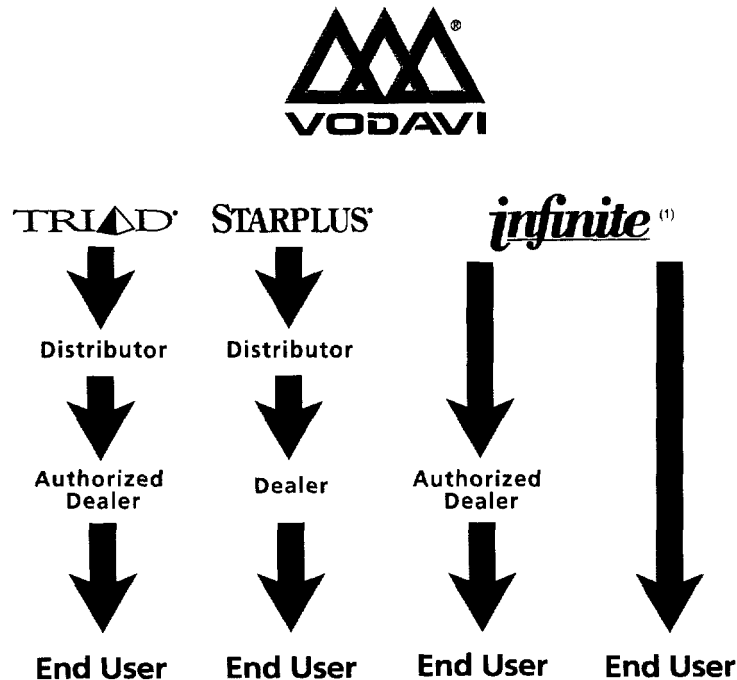 VODAVI®
TRIAD®
STARPLUS®
infinite (1)
Distributor
Distributor
Authorized
Dealer
Dealer
Authorized
Dealer
End User
End User
End User
End User